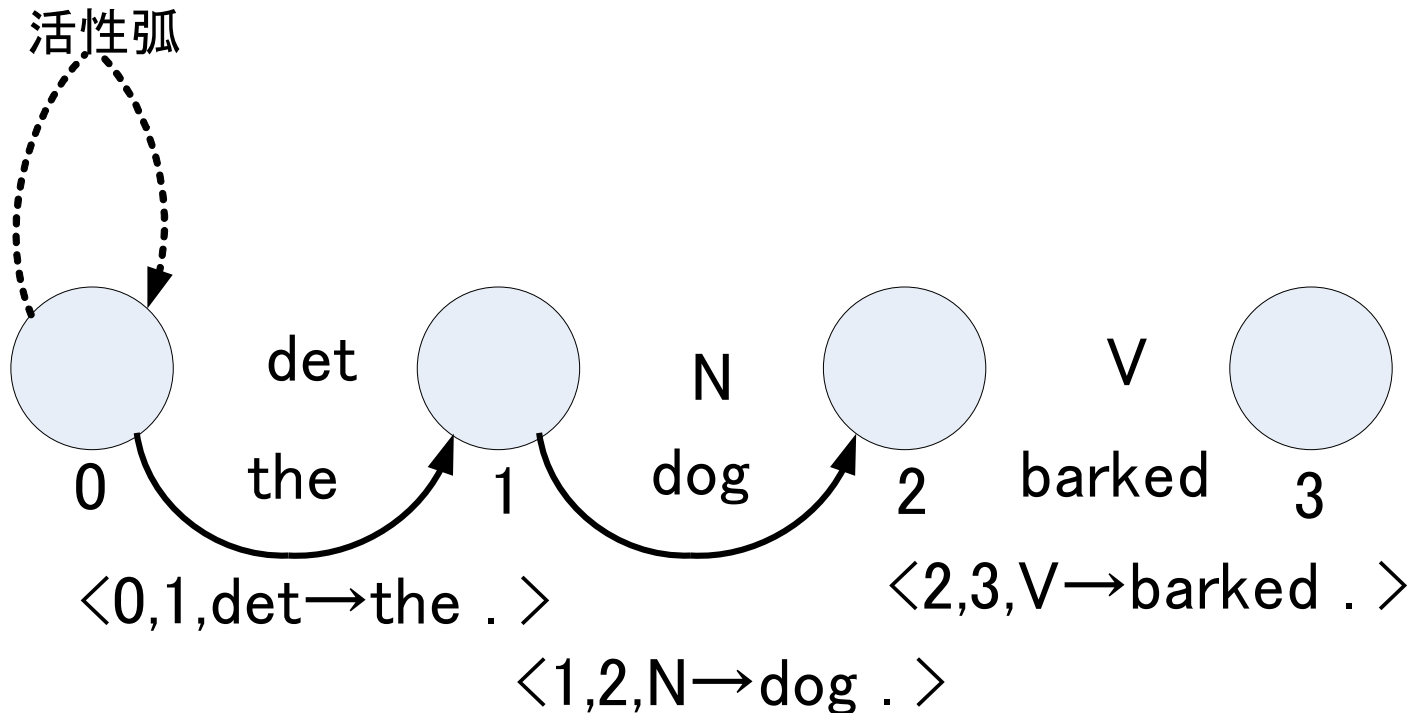 活性弧
det N V
the dog barked
0 1 2 3
<0,1,det→the . >
<2,3,V→barked . >
<1,2,N→dog . >